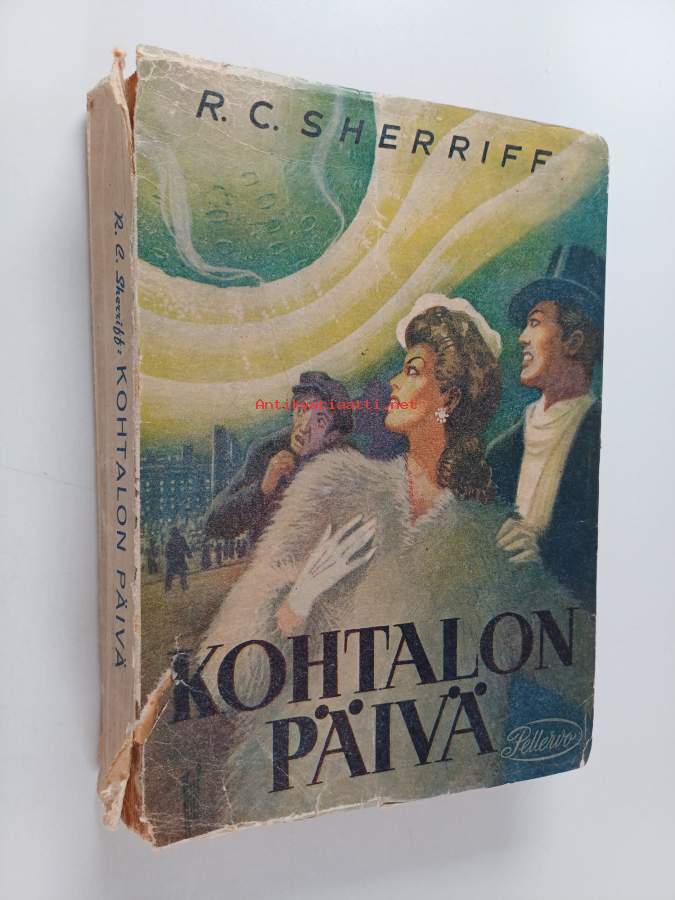 R. C. SHERRIFF
Antikvariaatti.net
KOHTALON
PÄIVÄ
Pellervo
R. C. Sherriff: KOHTALON PÄIVÄ